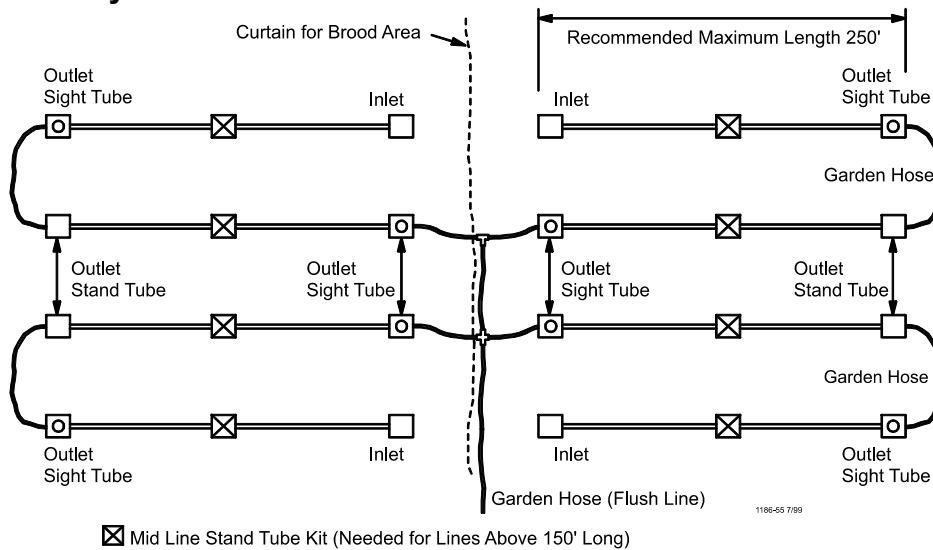 Curtain for Brood Area
Recommended Maximum Length 250'
Outlet
Sight Tube
Inlet
Inlet
Outlet
Sight Tube
Garden Hose
Outlet
Stand Tube
Outlet
Sight Tube
Outlet
Sight Tube
Outlet
Stand Tube
Garden Hose
Outlet
Sight Tube
Inlet
Inlet
Outlet
Sight Tube
Garden Hose (Flush Line)
1186-55 7/99
Mid Line Stand Tube Kit (Needed for Lines Above 150' Long)